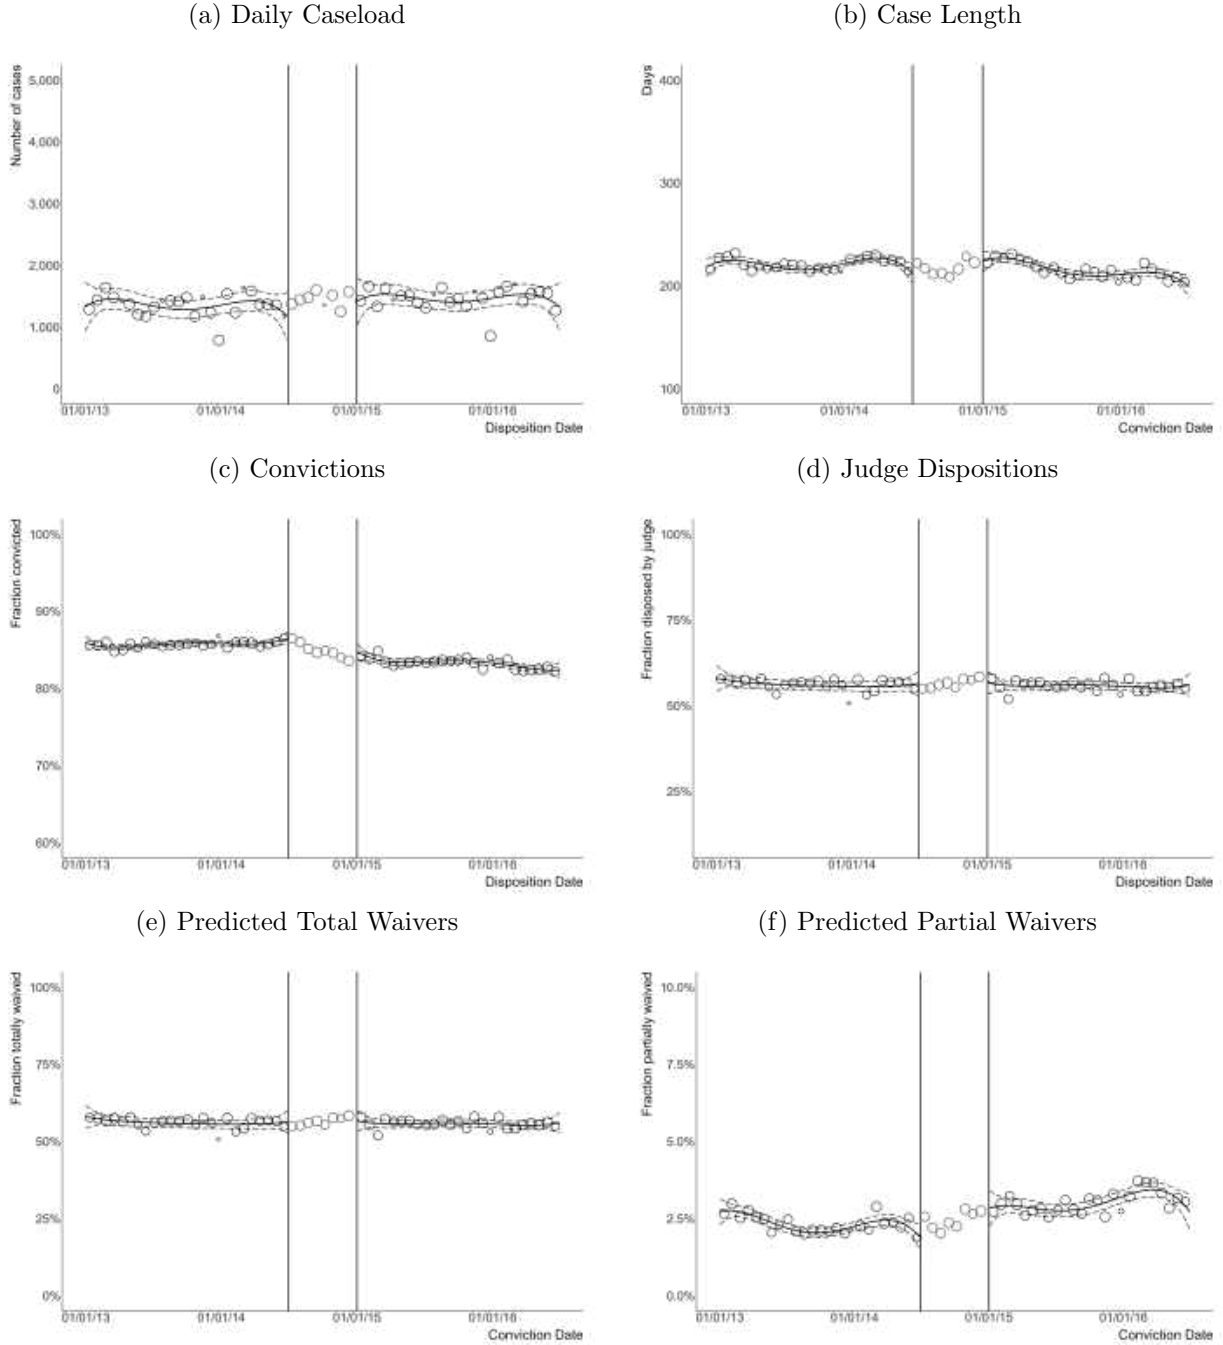 (a) Daily Caseload
Number of cases
5,000
4,000
3,000
2,000
1,000
0
01/01/13 01/01/14 01/01/15 01/01/16
Disposition Date
(b) Case Length
Days
400
300
200
100
01/01/13 01/01/14 01/01/15 01/01/16
Conviction Date
(c) Convictions
Fraction convicted
100%
90%
80%
70%
60%
01/01/13 01/01/14 01/01/15 01/01/16
Disposition Date
(d) Judge Dispositions
Fraction disposed by judge
100%
75%
50%
25%
01/01/13 01/01/14 01/01/15 01/01/16
Disposition Date
(e) Predicted Total Waivers
Fraction totally waived
100%
75%
50%
25%
0%
01/01/13 01/01/14 01/01/15 01/01/16
Conviction Date
(f) Predicted Partial Waivers
Fraction partially waived
10.0%
7.5%
5.0%
2.5%
0.0%
01/01/13 01/01/14 01/01/15 01/01/16
Conviction Date